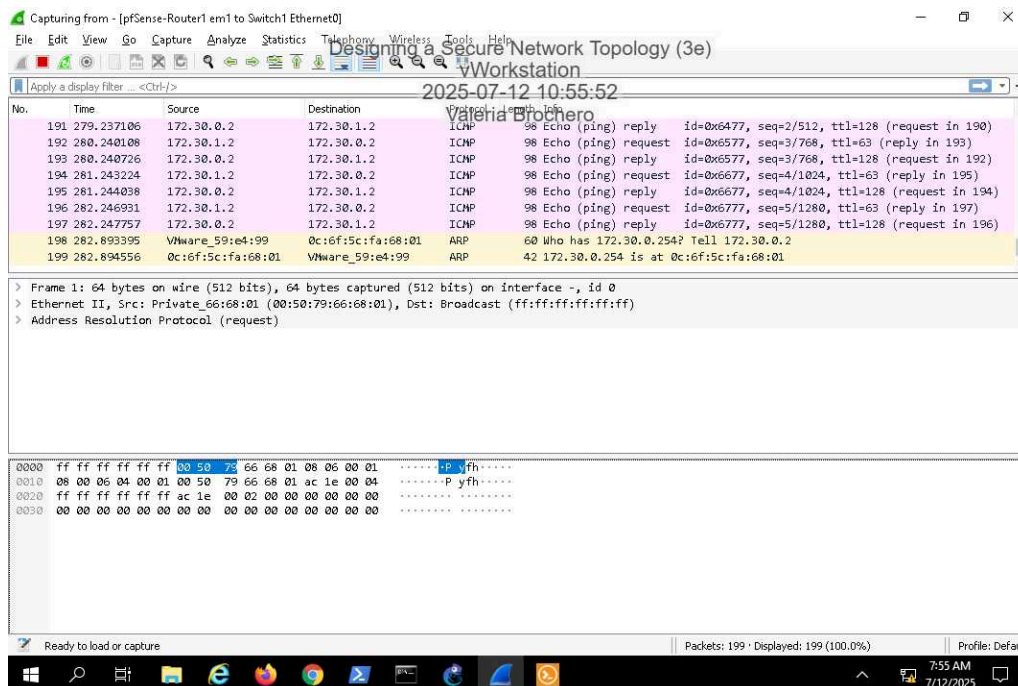 Capturing from - [pfSense-Router1 em1 to Switch1 Ethernet0]
File Edit View Go Capture Analyze Statistics Telephony Wireless Tools Help
Designing a Secure Network Topology (3e)
vWorkstation
2025-07-12 10:55:52
Valeria Brochero
Apply a display filter ... <Ctrl-/>
No. Time Source Destination Protocol Length Info
191 279.237106 172.30.0.2 172.30.1.2 ICMP 98 Echo (ping) reply id=0x6477, seq=2/512, ttl=128 (request in 190)
192 280.240108 172.30.1.2 172.30.0.2 ICMP 98 Echo (ping) request id=0x6577, seq=3/768, ttl=63 (reply in 193)
193 280.240726 172.30.0.2 172.30.1.2 ICMP 98 Echo (ping) reply id=0x6577, seq=3/768, ttl=128 (request in 192)
194 281.243224 172.30.1.2 172.30.0.2 ICMP 98 Echo (ping) request id=0x6677, seq=4/1024, ttl=63 (reply in 195)
195 281.244038 172.30.0.2 172.30.1.2 ICMP 98 Echo (ping) reply id=0x6677, seq=4/1024, ttl=128 (request in 194)
196 282.246931 172.30.1.2 172.30.0.2 ICMP 98 Echo (ping) request id=0x6777, seq=5/1280, ttl=63 (reply in 197)
197 282.247757 172.30.0.2 172.30.1.2 ICMP 98 Echo (ping) reply id=0x6777, seq=5/1280, ttl=128 (request in 196)
198 282.893395 VMware_59:e4:99 0c:6f:5c:fa:68:01 ARP 60 Who has 172.30.0.254? Tell 172.30.0.2
199 282.894556 0c:6f:5c:fa:68:01 VMware_59:e4:99 ARP 42 172.30.0.254 is at 0c:6f:5c:fa:68:01
> Frame 1: 64 bytes on wire (512 bits), 64 bytes captured (512 bits) on interface -, id 0
> Ethernet II, Src: Private_66:68:01 (00:50:79:66:68:01), Dst: Broadcast (ff:ff:ff:ff:ff:ff)
> Address Resolution Protocol (request)
0000 ff ff ff ff ff ff 00 50 79 66 68 01 08 06 00 01 ·······P yfh·····
0010 08 00 06 04 00 01 00 50 79 66 68 01 ac 1e 00 04 ·······P yfh·····
0020 ff ff ff ff ff ff ac 1e 00 02 00 00 00 00 00 00 ········ ········
0030 00 00 00 00 00 00 00 00 00 00 00 00 00 00 00 00 ········ ········
Ready to load or capture Packets: 199 · Displayed: 199 (100.0%) Profile: Defau
7:55 AM
7/12/2025